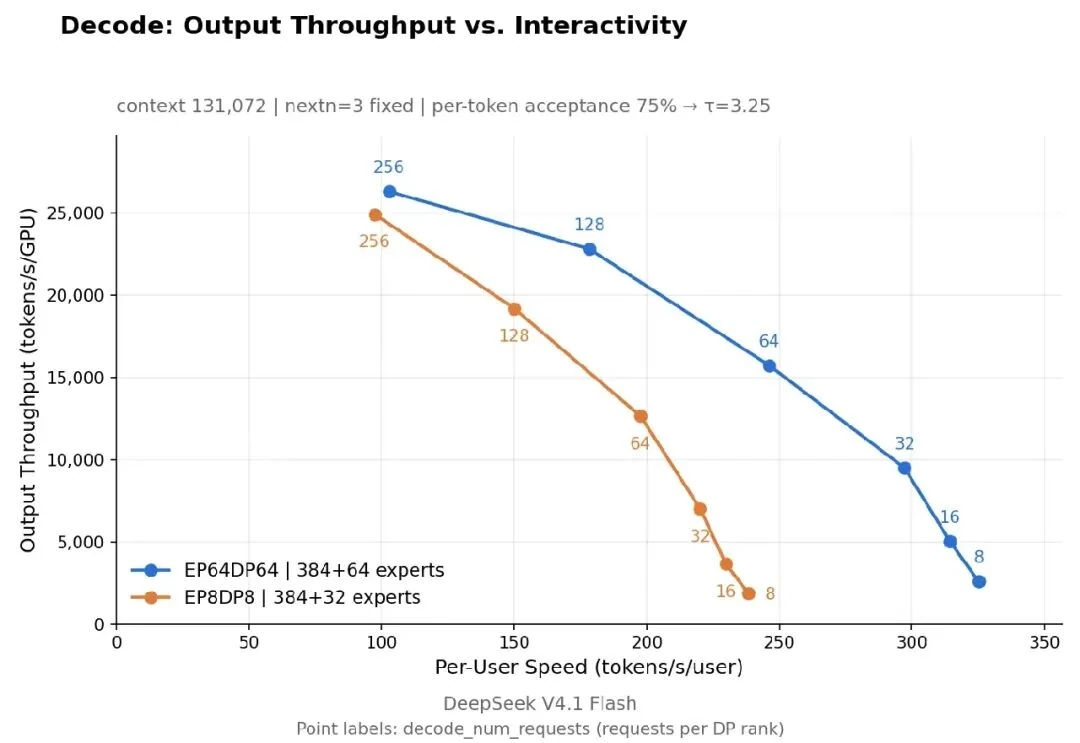 Decode: Output Throughput vs. Interactivity
context 131,072 | nextn=3 fixed | per-token acceptance 75% → τ=3.25
Output Throughput (tokens/s/GPU)
25,000
20,000
15,000
10,000
5,000
0
256
128
64
32
16
8
256
128
64
32
16
8
EP64DP64 | 384+64 experts
EP8DP8 | 384+32 experts
0 50 100 150 200 250 300 350
Per-User Speed (tokens/s/user)
DeepSeek V4.1 Flash
Point labels: decode_num_requests (requests per DP rank)